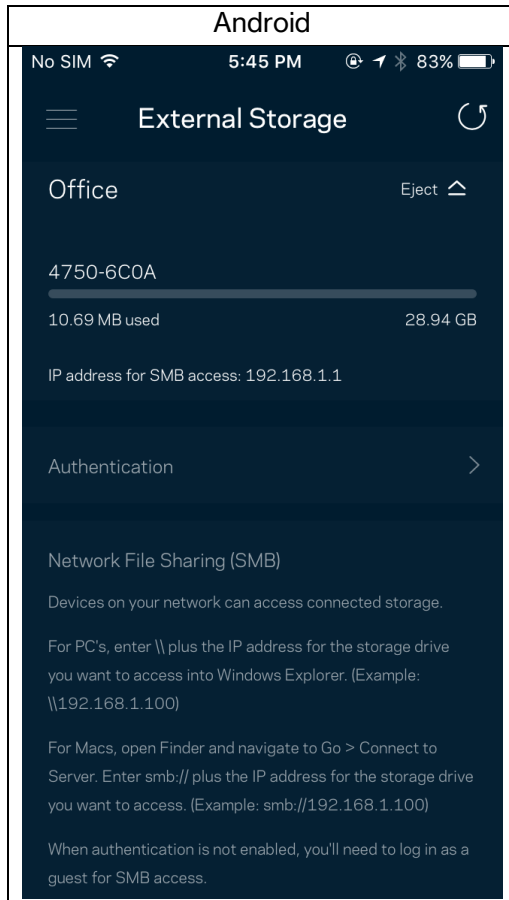 Android
No SIM 5:45 PM 83%
External Storage
Office Eject
4750-6C0A
10.69 MB used 28.94 GB
IP address for SMB access: 192.168.1.1
Authentication
Network File Sharing (SMB)
Devices on your network can access connected storage.
For PC's, enter \\ plus the IP address for the storage drive
you want to access into Windows Explorer. (Example:
\\192.168.1.100)
For Macs, open Finder and navigate to Go > Connect to
Server. Enter smb:// plus the IP address for the storage drive
you want to access. (Example: smb://192.168.1.100)
When authentication is not enabled, you'll need to log in as a
guest for SMB access.